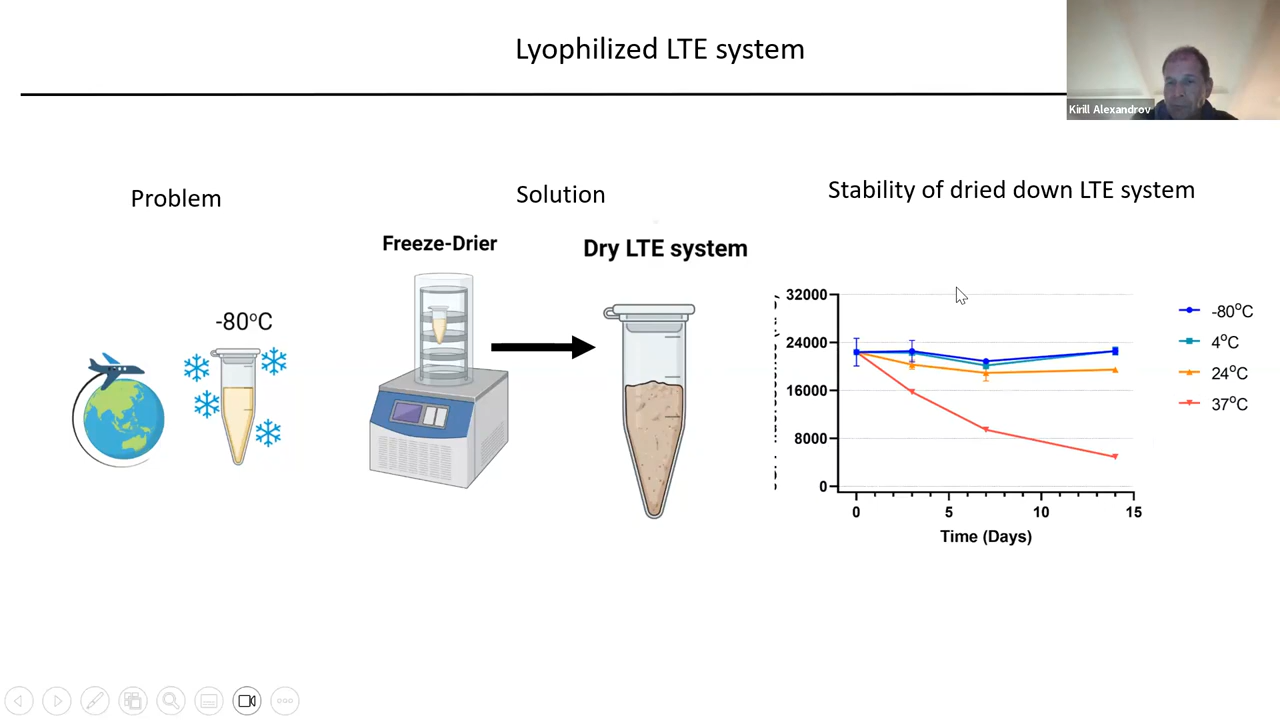 Lyophilized LTE system
Kirill Alexandrov
Problem
Solution
Stability of dried down LTE system
Freeze-Drier
Dry LTE system
-80°C
32000
24000
16000
8000
0
0
5
10
15
Time (Days)
-80°C
4°C
24°C
37°C